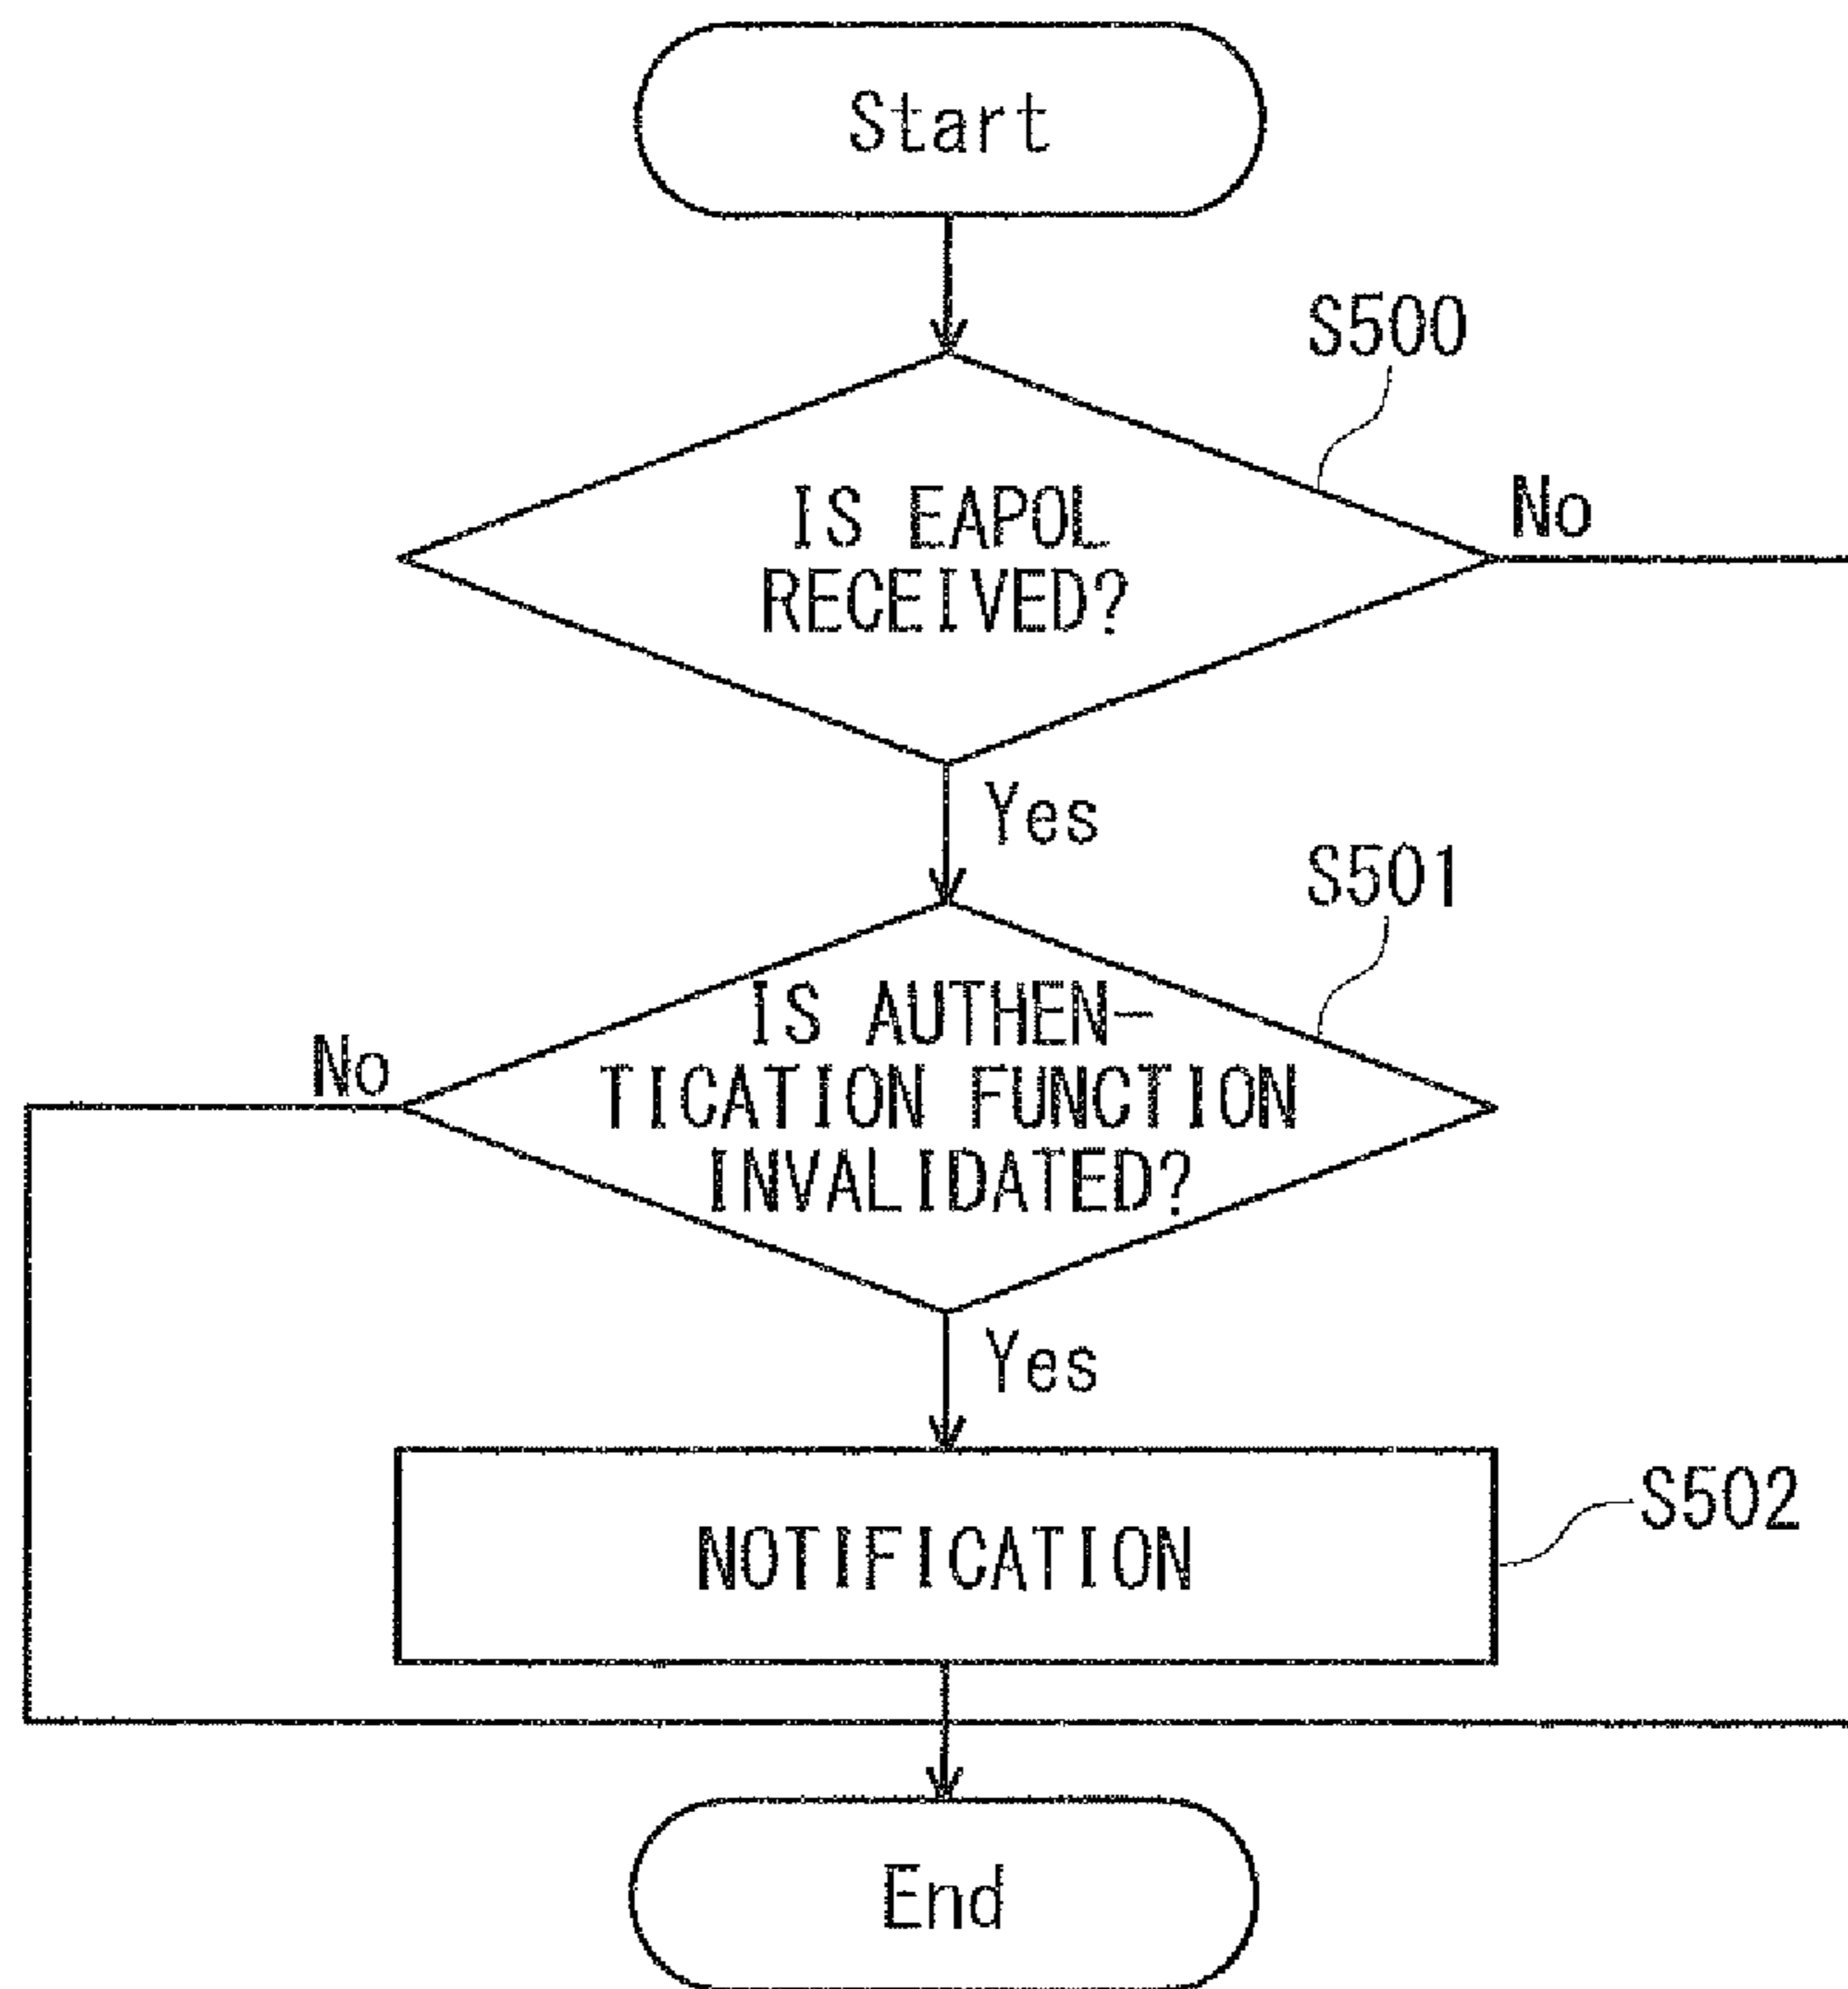 Start
S500
IS EAPOL
RECEIVED?
No
Yes
S501
IS AUTHEN-
TICATION FUNCTION
INVALIDATED?
No
Yes
NOTIFICATION
S502
End